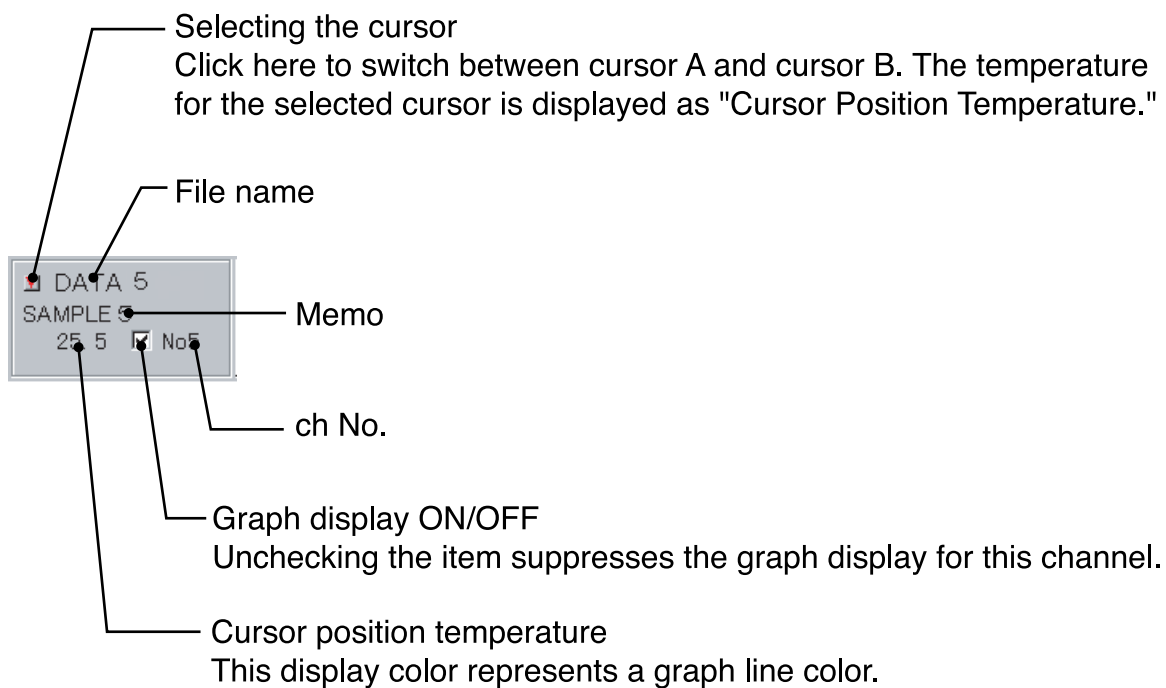 Selecting the cursor
Click here to switch between cursor A and cursor B. The temperature
for the selected cursor is displayed as "Cursor Position Temperature."
File name
DATA 5
SAMPLE 5
Memo
25. 5 No5
ch No.
Graph display ON/OFF
Unchecking the item suppresses the graph display for this channel.
Cursor position temperature
This display color represents a graph line color.